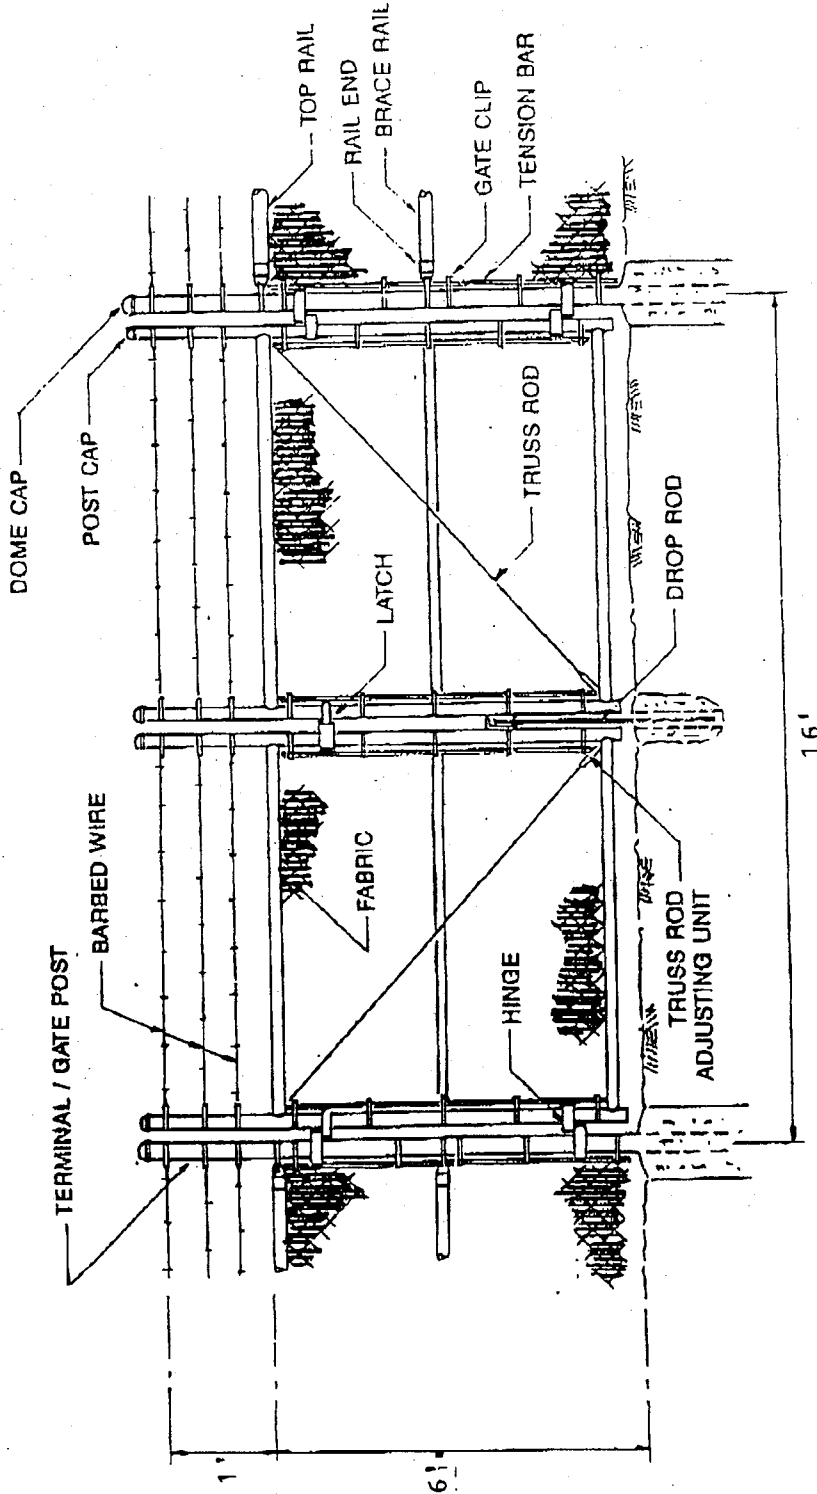 DOME CAP
POST CAP
TOP RAIL
RAIL END
BRACE RAIL
GATE CLIP
TENSION BAR
LATCH
TRUSS ROD
DROP ROD
TERMINAL / GATE POST
BARBED WIRE
FABRIC
HINGE
TRUSS ROD
ADJUSTING UNIT
1'
6'
16'